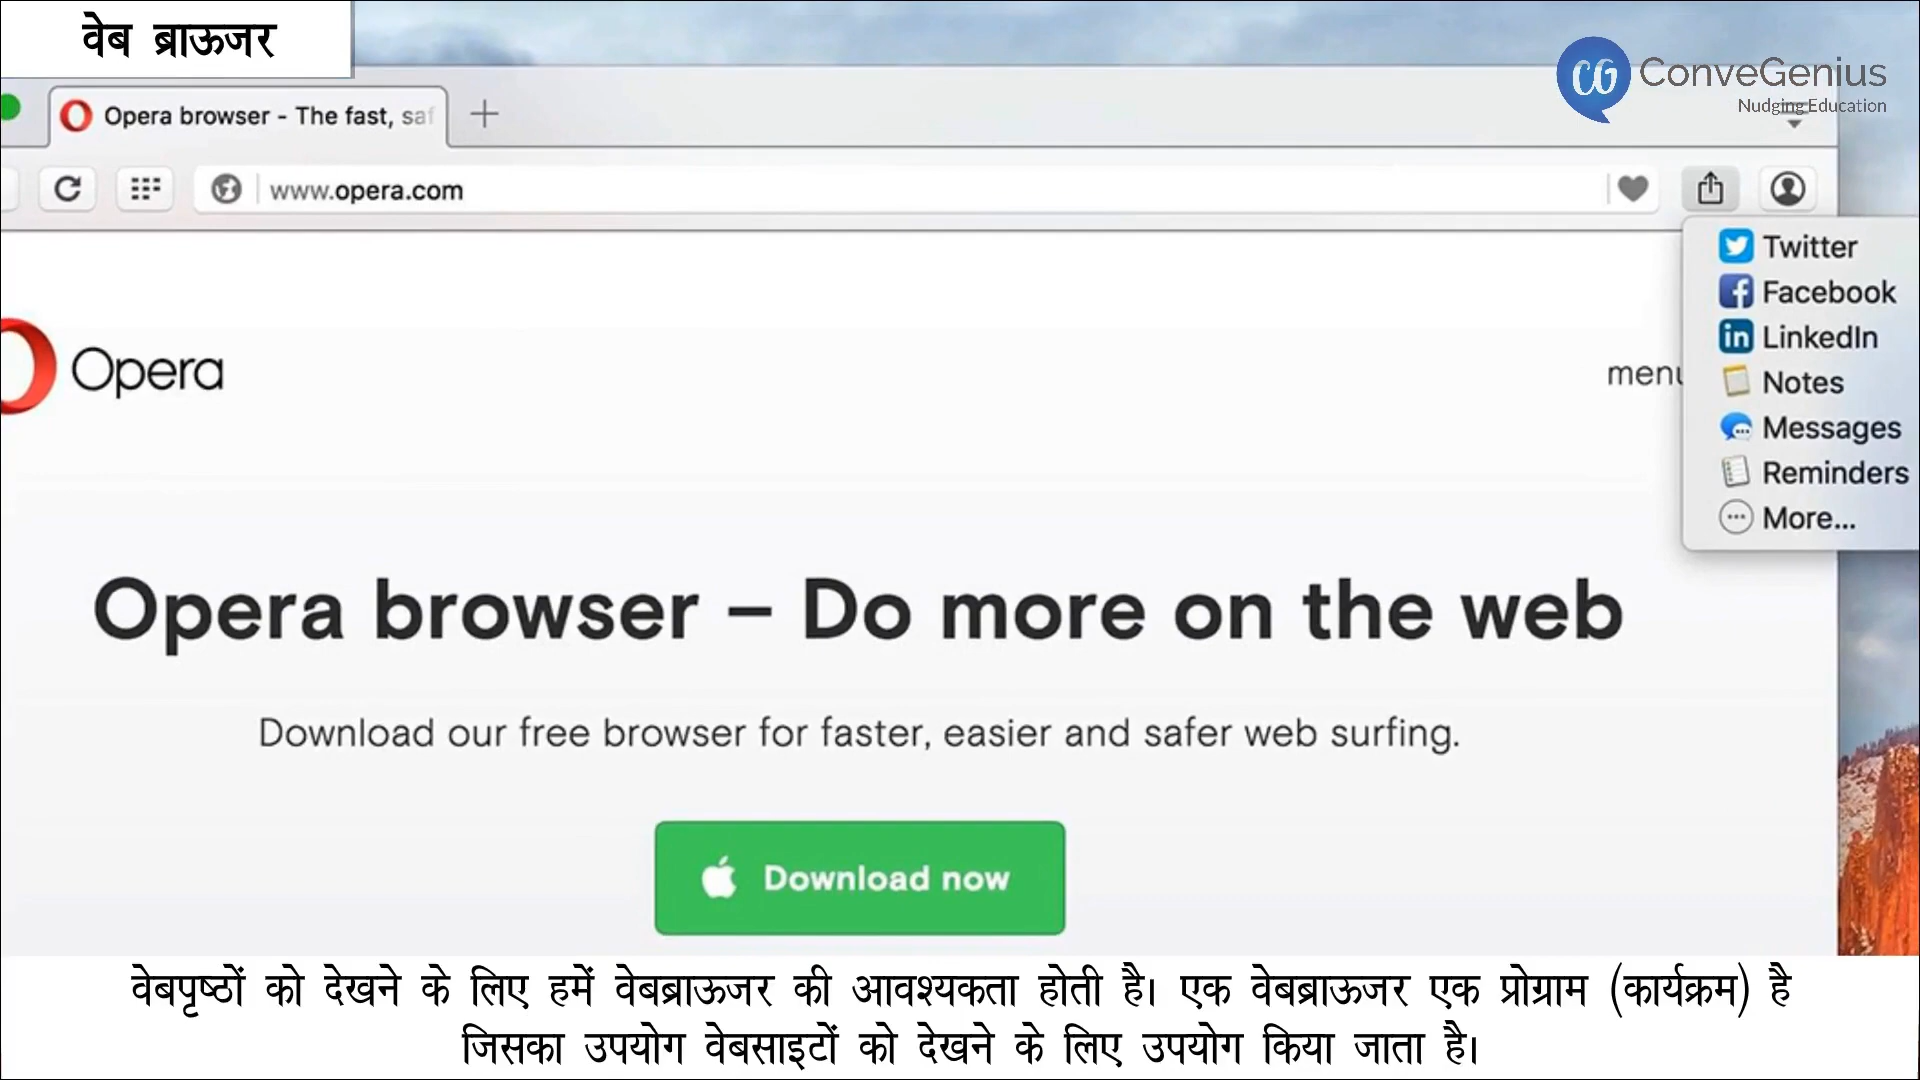 वेब ब्राऊजर
CG ConveGenius
Nudging Education
Opera browser - The fast, saf
www.opera.com
Twitter
Facebook
LinkedIn
Notes
Messages
Reminders
More...
Opera
menu
Opera browser – Do more on the web
Download our free browser for faster, easier and safer web surfing.
Download now
वेबपृष्ठों को देखने के लिए हमें वेबब्राऊजर की आवश्यकता होती है। एक वेबब्राऊजर एक प्रोग्राम (कार्यक्रम) है
जिसका उपयोग वेबसाइटों को देखने के लिए उपयोग किया जाता है।